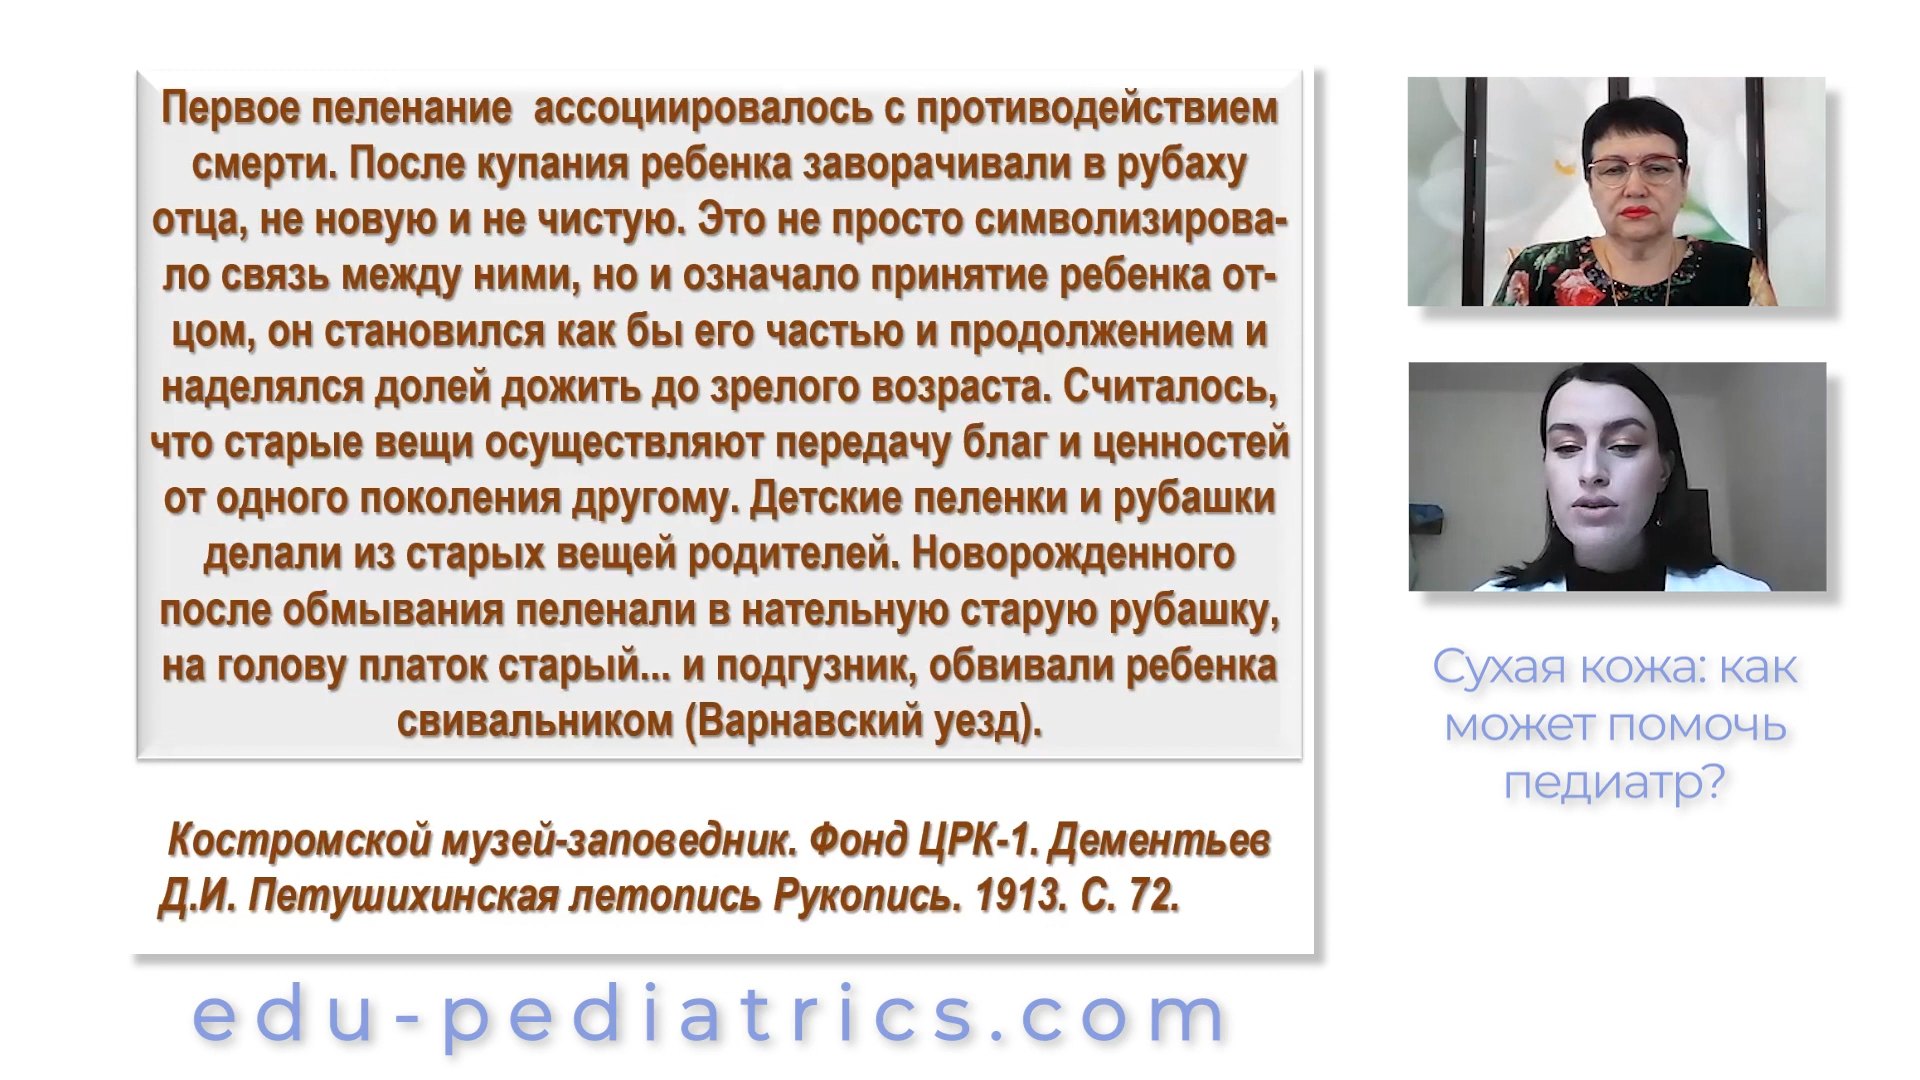 Первое пеленание ассоциировалось с противодействием
смерти. После купания ребенка заворачивали в рубаху
отца, не новую и не чистую. Это не просто символизирова-
ло связь между ними, но и означало принятие ребенка от-
цом, он становился как бы его частью и продолжением и
наделялся долей дожить до зрелого возраста. Считалось,
что старые вещи осуществляют передачу благ и ценностей
от одного поколения другому. Детские пеленки и рубашки
делали из старых вещей родителей. Новорожденного
после обмывания пеленали в нательную старую рубашку,
на голову платок старый... и подгузник, обвивали ребенка
свивальником (Варнавский уезд).
Костромской музей-заповедник. Фонд ЦРК-1. Дементьев
Д.И. Петушихинская летопись Рукопись. 1913. С. 72.
edu-pediatrics.com
Сухая кожа: как
может помочь
педиатр?